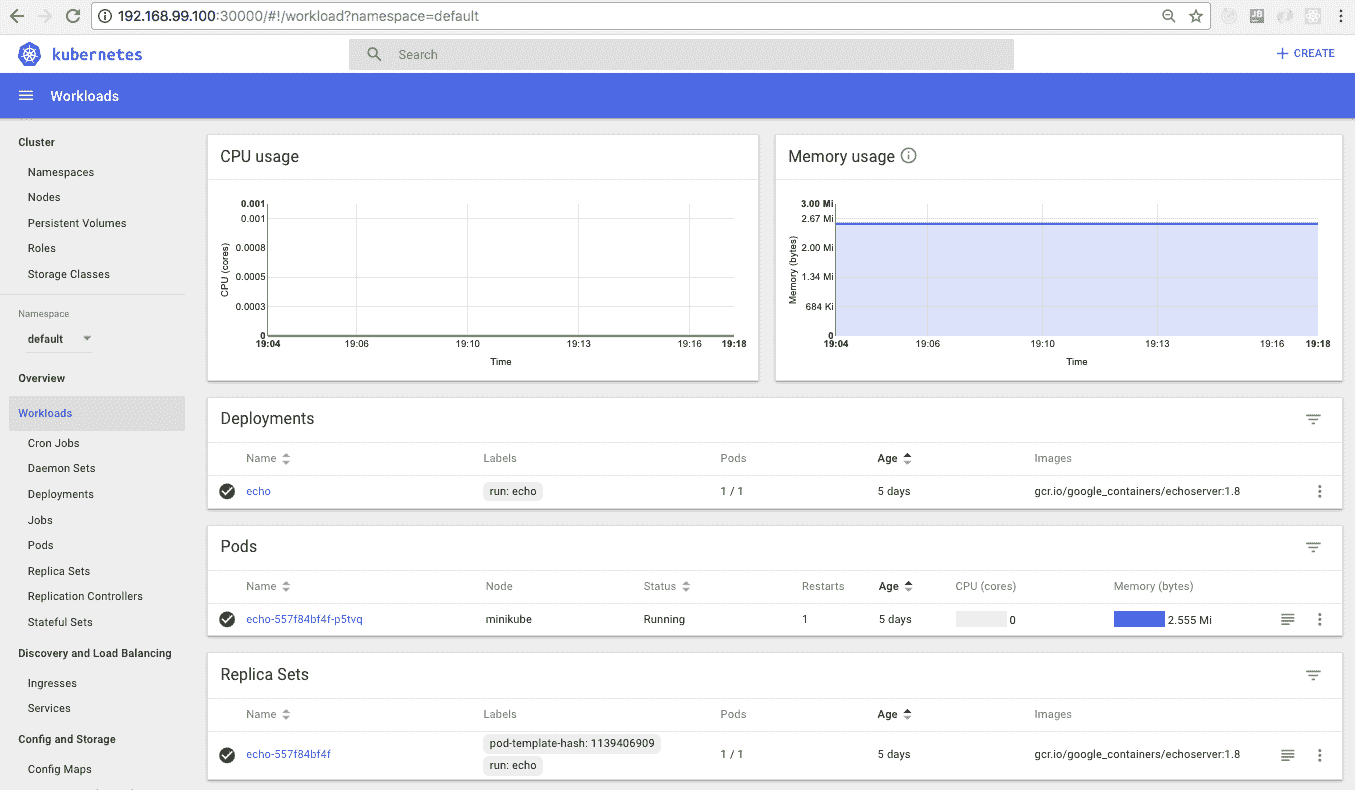 192.168.99.100:30000/#!/workload?namespace=default
kubernetes
Search
+ CREATE
Workloads
Cluster
Namespaces
Nodes
Persistent Volumes
Roles
Storage Classes
Namespace
default
Overview
Workloads
Cron Jobs
Daemon Sets
Deployments
Jobs
Pods
Replica Sets
Replication Controllers
Stateful Sets
Discovery and Load Balancing
Ingresses
Services
Config and Storage
Config Maps
CPU usage
CPU (cores)
0.001
0.001
0.0008
0.0005
0.0003
0
19:04 19:06 19:10 19:13 19:16 19:18
Time
Memory usage
Memory (bytes)
3.00 Mi
2.67 Mi
2.00 Mi
1.34 Mi
684 Ki
0
19:04 19:06 19:10 19:13 19:16 19:18
Time
Deployments
Name Labels Pods Age Images
echo run: echo 1 / 1 5 days gcr.io/google_containers/echoserver:1.8
Pods
Name Node Status Restarts Age CPU (cores) Memory (bytes)
echo-557f84bf4f-p5tvq minikube Running 1 5 days 0 2.555 Mi
Replica Sets
Name Labels Pods Age Images
pod-template-hash: 1139406909
echo-557f84bf4f 1 / 1 5 days gcr.io/google_containers/echoserver:1.8
run: echo